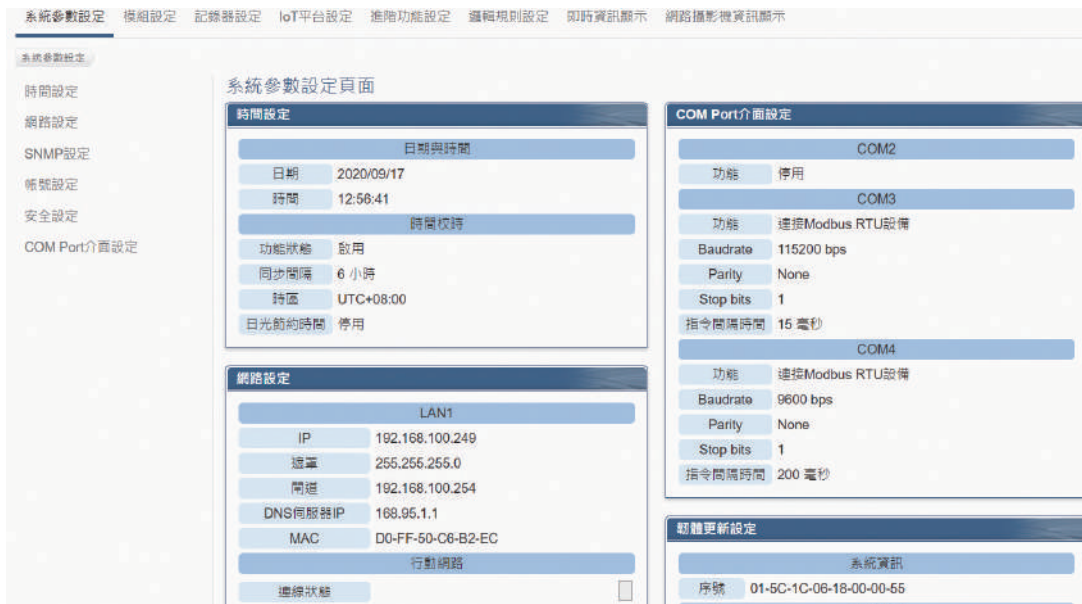 系統參數設定 模組設定 記錄器設定 IoT平台設定 進階功能設定 邏輯規則設定 即時資訊顯示 網路攝影機資訊顯示
系統參數設定
時間設定
網路設定
SNMP設定
帳號設定
安全設定
COM Port介面設定
系統參數設定頁面
時間設定
日期與時間
日期 2020/09/17
時間 12:56:41
時間校時
功能狀態 啟用
同步間隔 6 小時
時區 UTC+08:00
日光節約時間 停用
網路設定
LAN1
IP 192.168.100.249
遮罩 255.255.255.0
閘道 192.168.100.254
DNS伺服器IP 168.95.1.1
MAC D0-FF-50-C6-B2-EC
行動網路
連線狀態
COM Port介面設定
COM2
功能 停用
COM3
功能 連接Modbus RTU設備
Baudrate 115200 bps
Parity None
Stop bits 1
指令間隔時間 15 毫秒
COM4
功能 連接Modbus RTU設備
Baudrate 9600 bps
Parity None
Stop bits 1
指令間隔時間 200 毫秒
韌體更新設定
系統資訊
序號 01-5C-1C-06-18-00-00-55